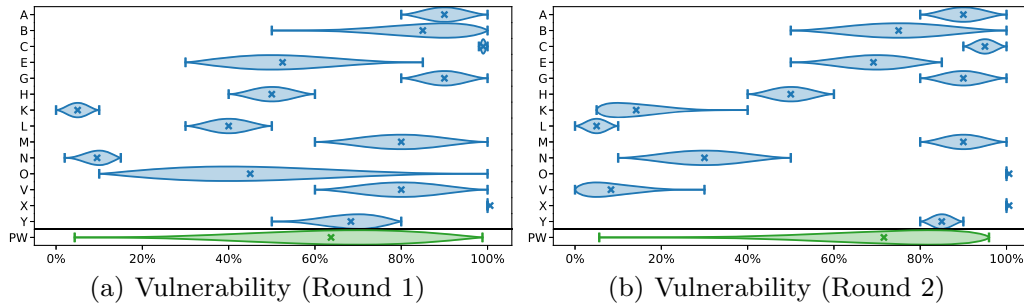 A
B
C
E
G
H
K
L
M
N
O
V
X
Y
PW
0% 20% 40% 60% 80% 100%
(a) Vulnerability (Round 1)
A
B
C
E
G
H
K
L
M
N
O
V
X
Y
PW
0% 20% 40% 60% 80% 100%
(b) Vulnerability (Round 2)